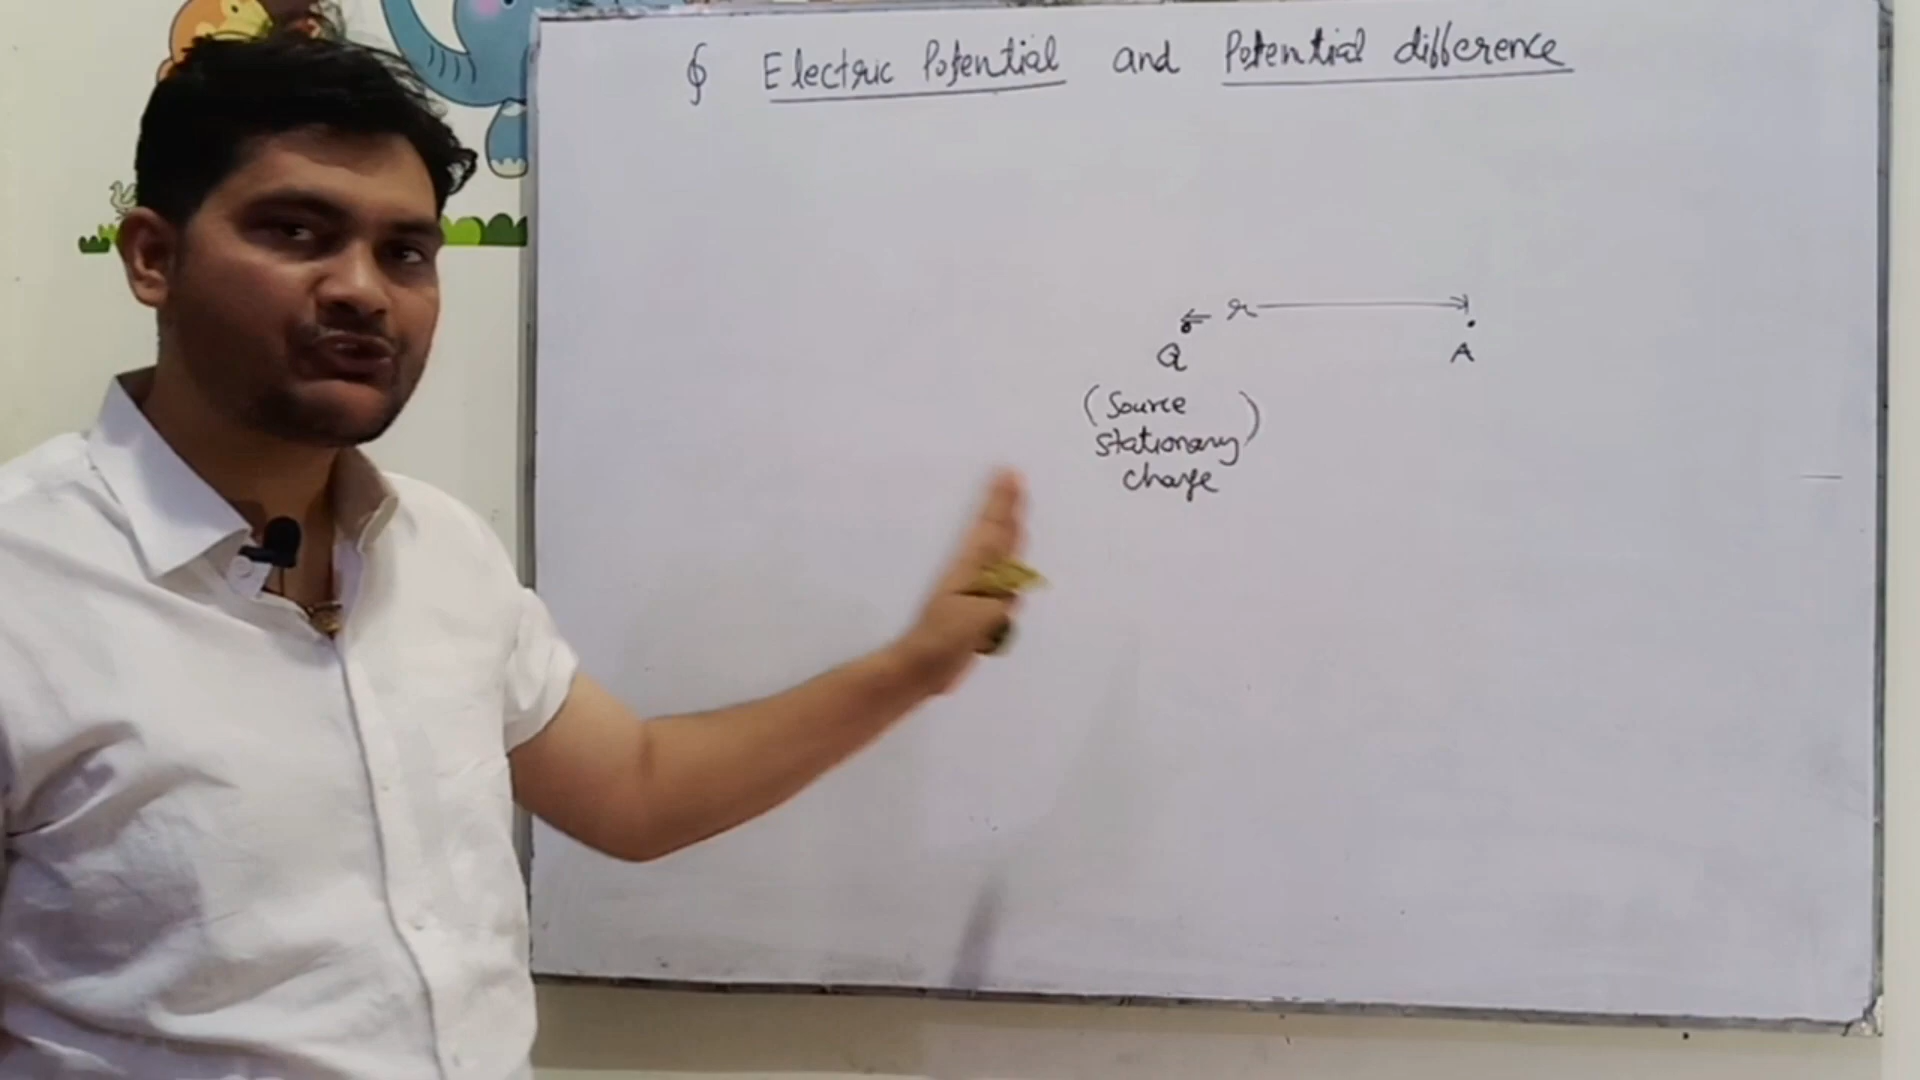 § Electric Potential and Potential difference
r
Q A
(Source
stationary)
charge